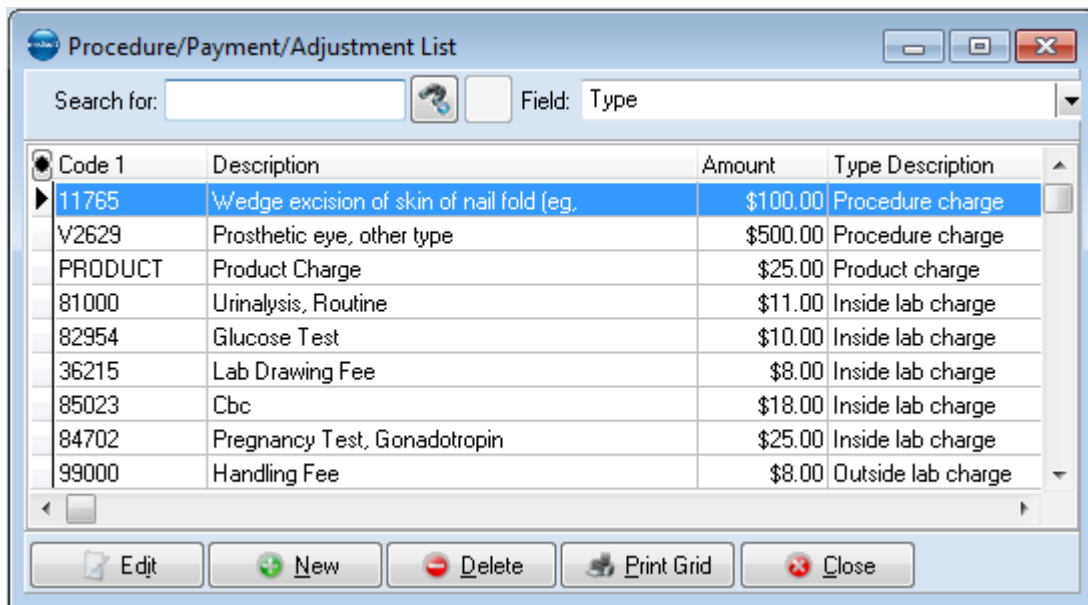 Procedure/Payment/Adjustment List
Search for: Field: Type
Code 1 Description Amount Type Description
11765 Wedge excision of skin of nail fold (eg, $100.00 Procedure charge
V2629 Prosthetic eye, other type $500.00 Procedure charge
PRODUCT Product Charge $25.00 Product charge
81000 Urinalysis, Routine $11.00 Inside lab charge
82954 Glucose Test $10.00 Inside lab charge
36215 Lab Drawing Fee $8.00 Inside lab charge
85023 Cbc $18.00 Inside lab charge
84702 Pregnancy Test, Gonadotropin $25.00 Inside lab charge
99000 Handling Fee $8.00 Outside lab charge
Edit New Delete Print Grid Close